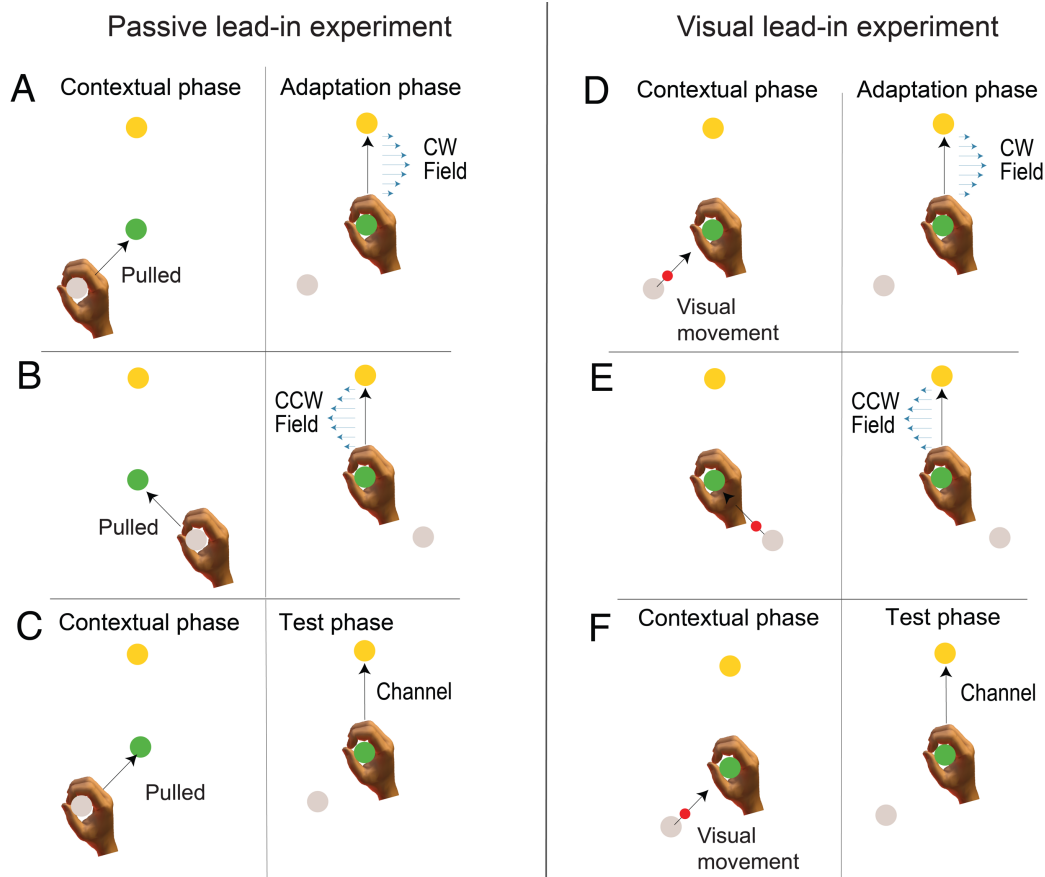 Passive lead-in experiment
A
Contextual phase
Adaptation phase
CW
Field
Pulled
B
CCW
Field
Pulled
C
Contextual phase
Test phase
Channel
Pulled
Visual lead-in experiment
D
Contextual phase
Adaptation phase
CW
Field
Visual
movement
E
CCW
Field
F
Contextual phase
Test phase
Channel
Visual
movement